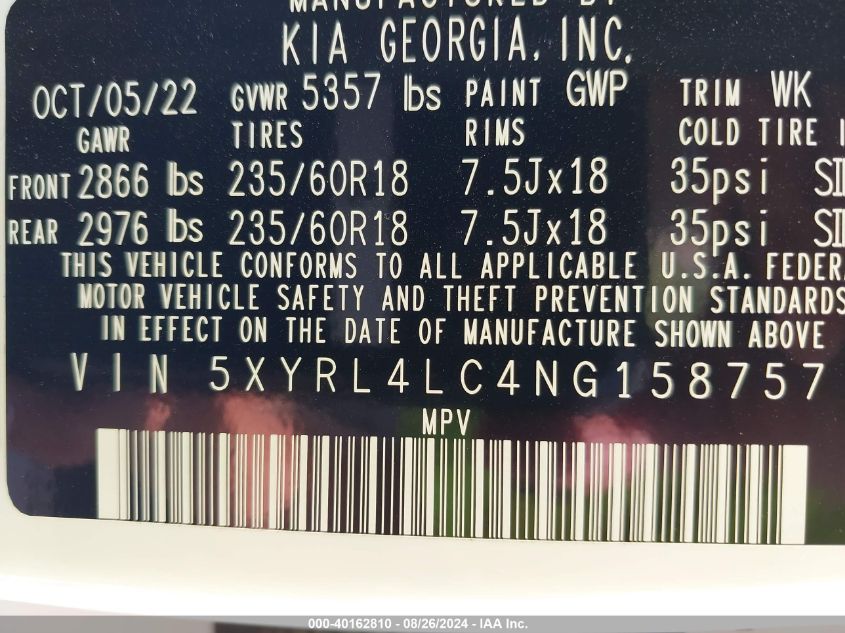 MANUFACTURED BY
KIA GEORGIA, INC.
OCT/05/22 GVWR 5357 lbs PAINT GWP TRIM WK
GAWR TIRES RIMS COLD TIRE
FRONT 2866 lbs 235/60R18 7.5Jx18 35psi
REAR 2976 lbs 235/60R18 7.5Jx18 35psi
THIS VEHICLE CONFORMS TO ALL APPLICABLE U.S.A. FEDERA
MOTOR VEHICLE SAFETY AND THEFT PREVENTION STANDARDS
IN EFFECT ON THE DATE OF MANUFACTURE SHOWN ABOVE
VIN 5XYRL4LC4NG158757
MPV
000-40162810 - 08/26/2024 - IAA Inc.